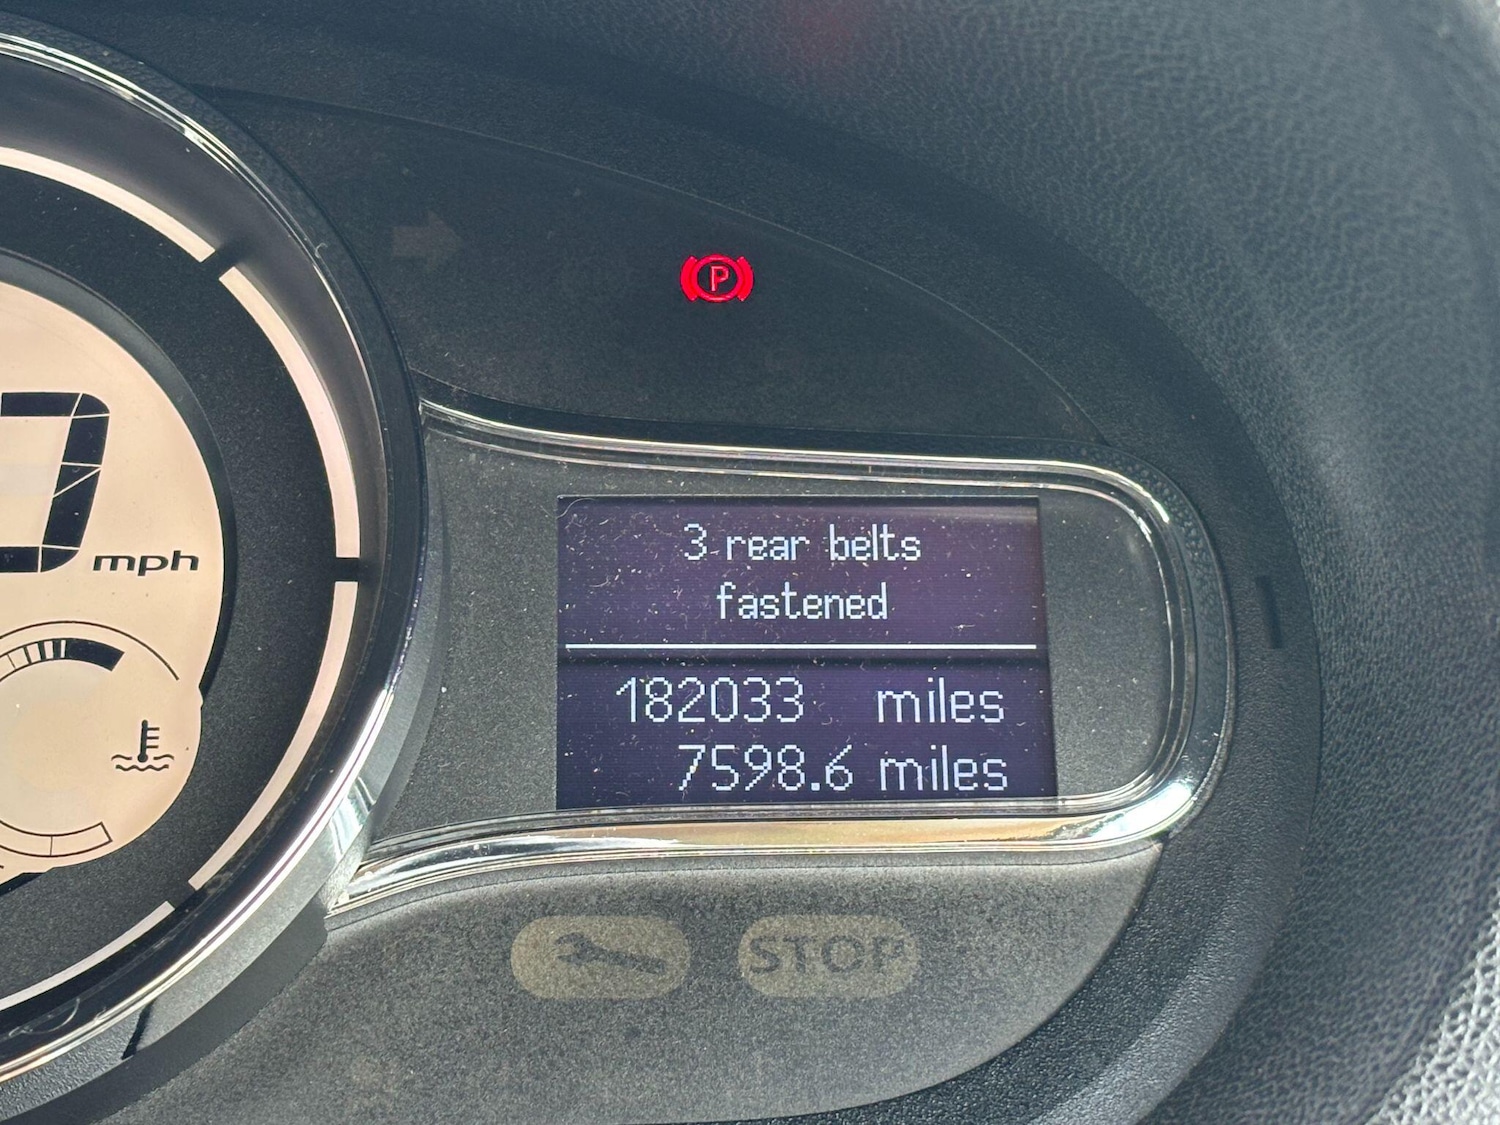 P
3 rear belts
fastened
mph
182033 miles
7598.6 miles
STOP